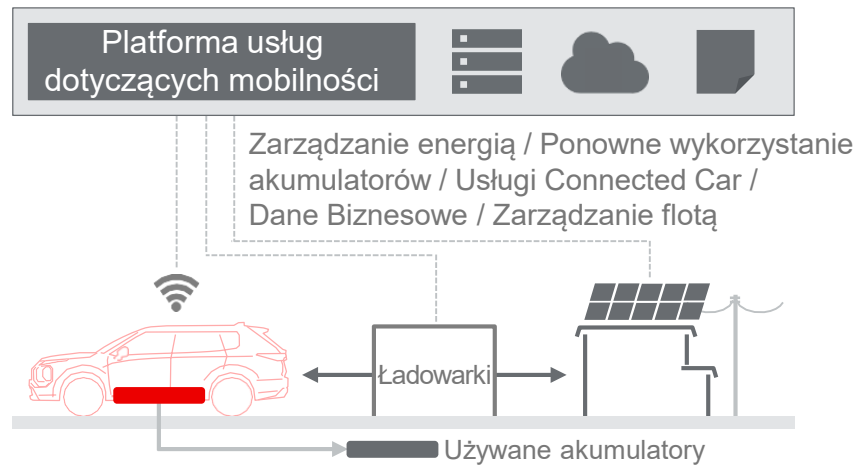 Platforma usług
dotyczących mobilności
Zarządzanie energią / Ponowne wykorzystanie
akumulatorów / Usługi Connected Car /
Dane Biznesowe / Zarządzanie flotą
Ładowarki
Używane akumulatory